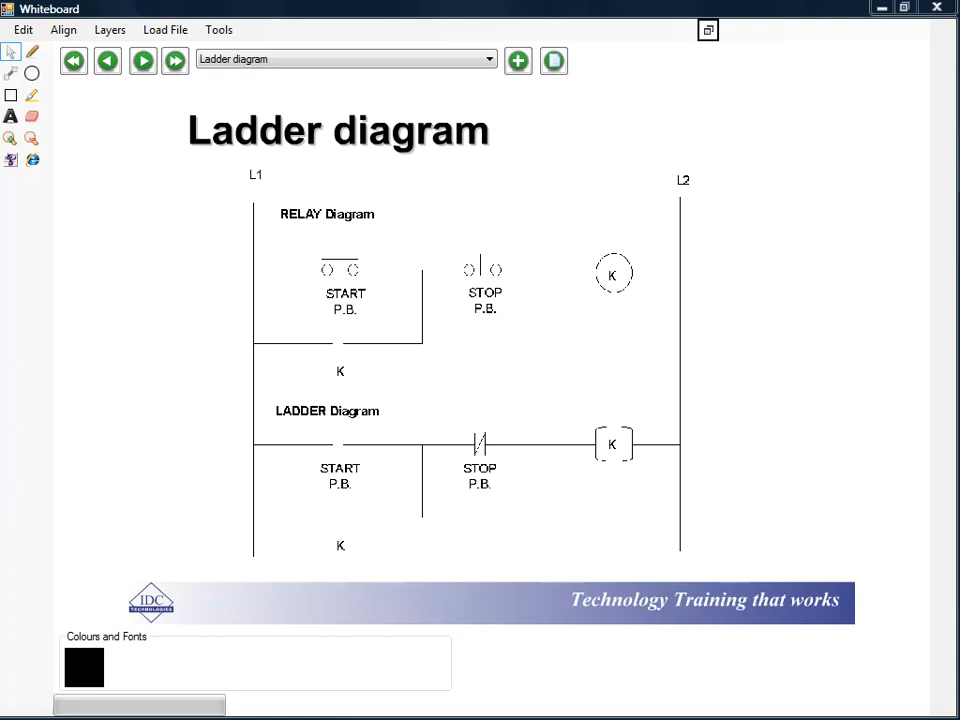 Whiteboard
Edit Align Layers Load File Tools
Ladder diagram
Ladder diagram
L1
L2
RELAY Diagram
K
START
P.B.
STOP
P.B.
K
LADDER Diagram
K
START
P.B.
STOP
P.B.
K
IDC
TECHNOLOGIES
Technology Training that works
Colours and Fonts